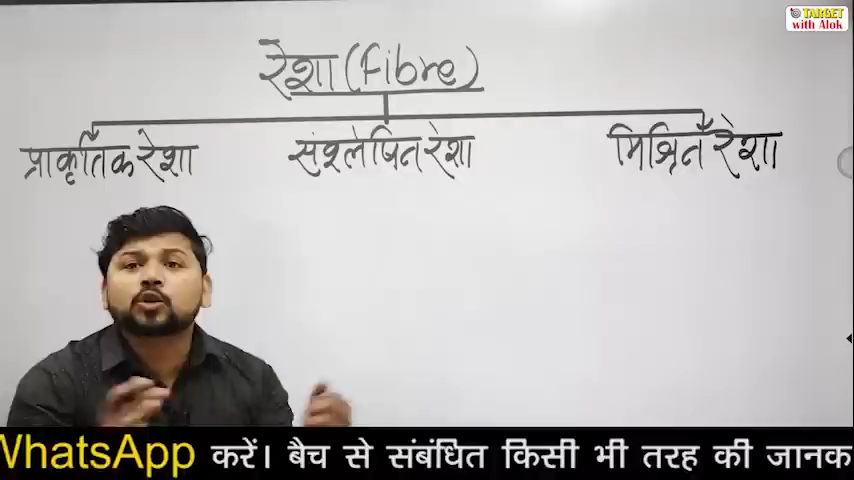 TARGET
with Alok
रेशा (Fibre)
प्राकृतिक रेशा संश्लेषित रेशा मिश्रित रेशा
WhatsApp करें। बैच से संबंधित किसी भी तरह की जानक